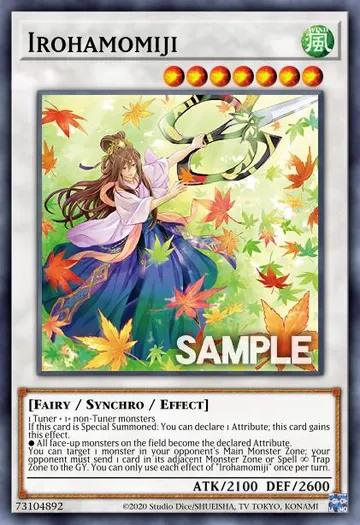 Irohamomiji
風
SAMPLE
[Fairy / Synchro / Effect]
1 Tuner + 1+ non-Tuner monsters
If this card is Special Summoned: You can declare 1 Attribute; this card gains
this effect.
● All face-up monsters on the field become the declared Attribute.
You can target 1 monster in your opponent's Main Monster Zone; your
opponent must send 1 card in its adjacent Monster Zone or Spell & Trap
Zone to the GY. You can only use each effect of "Irohamomiji" once per turn.
ATK/2100 DEF/2600
73104892
©2020 Studio Dice/SHUEISHA, TV TOKYO, KONAMI